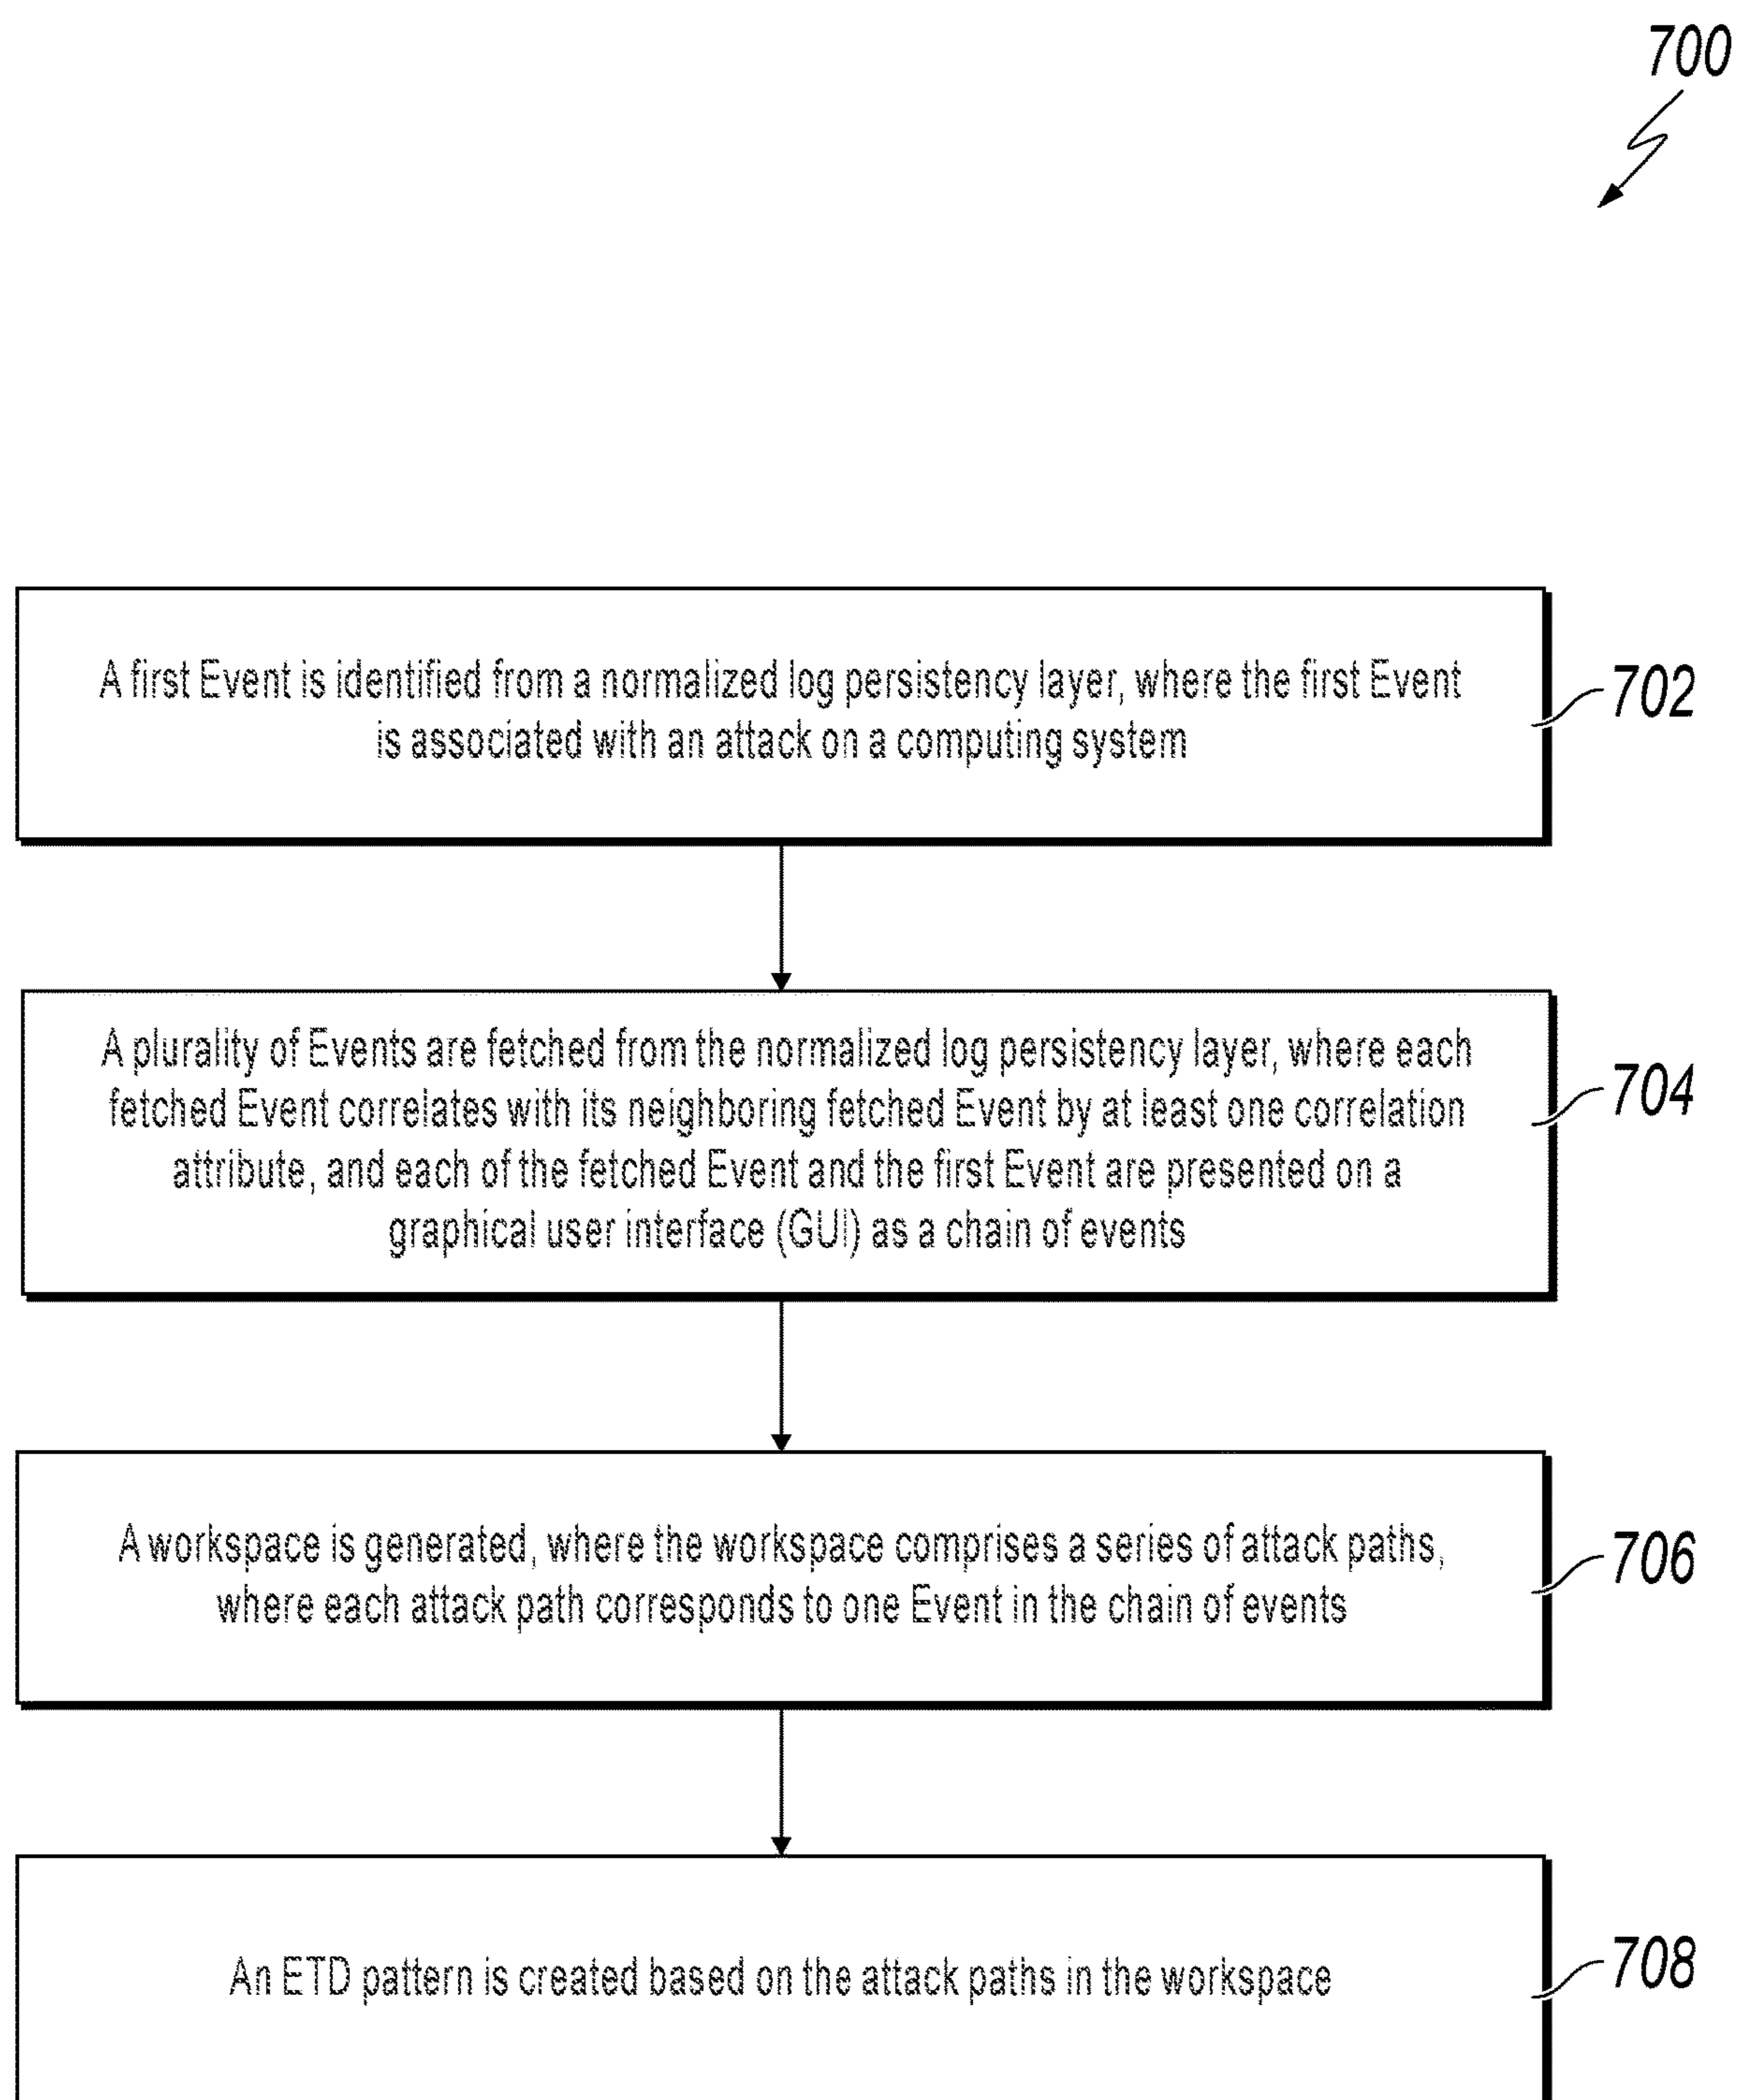 700
A first Event is identified from a normalized log persistency layer, where the first Event
is associated with an attack on a computing system
702
A plurality of Events are fetched from the normalized log persistency layer, where each
fetched Event correlates with its neighboring fetched Event by at least one correlation
attribute, and each of the fetched Event and the first Event are presented on a
graphical user interface (GUI) as a chain of events
704
A workspace is generated, where the workspace comprises a series of attack paths,
where each attack path corresponds to one Event in the chain of events
706
An ETD pattern is created based on the attack paths in the workspace
708